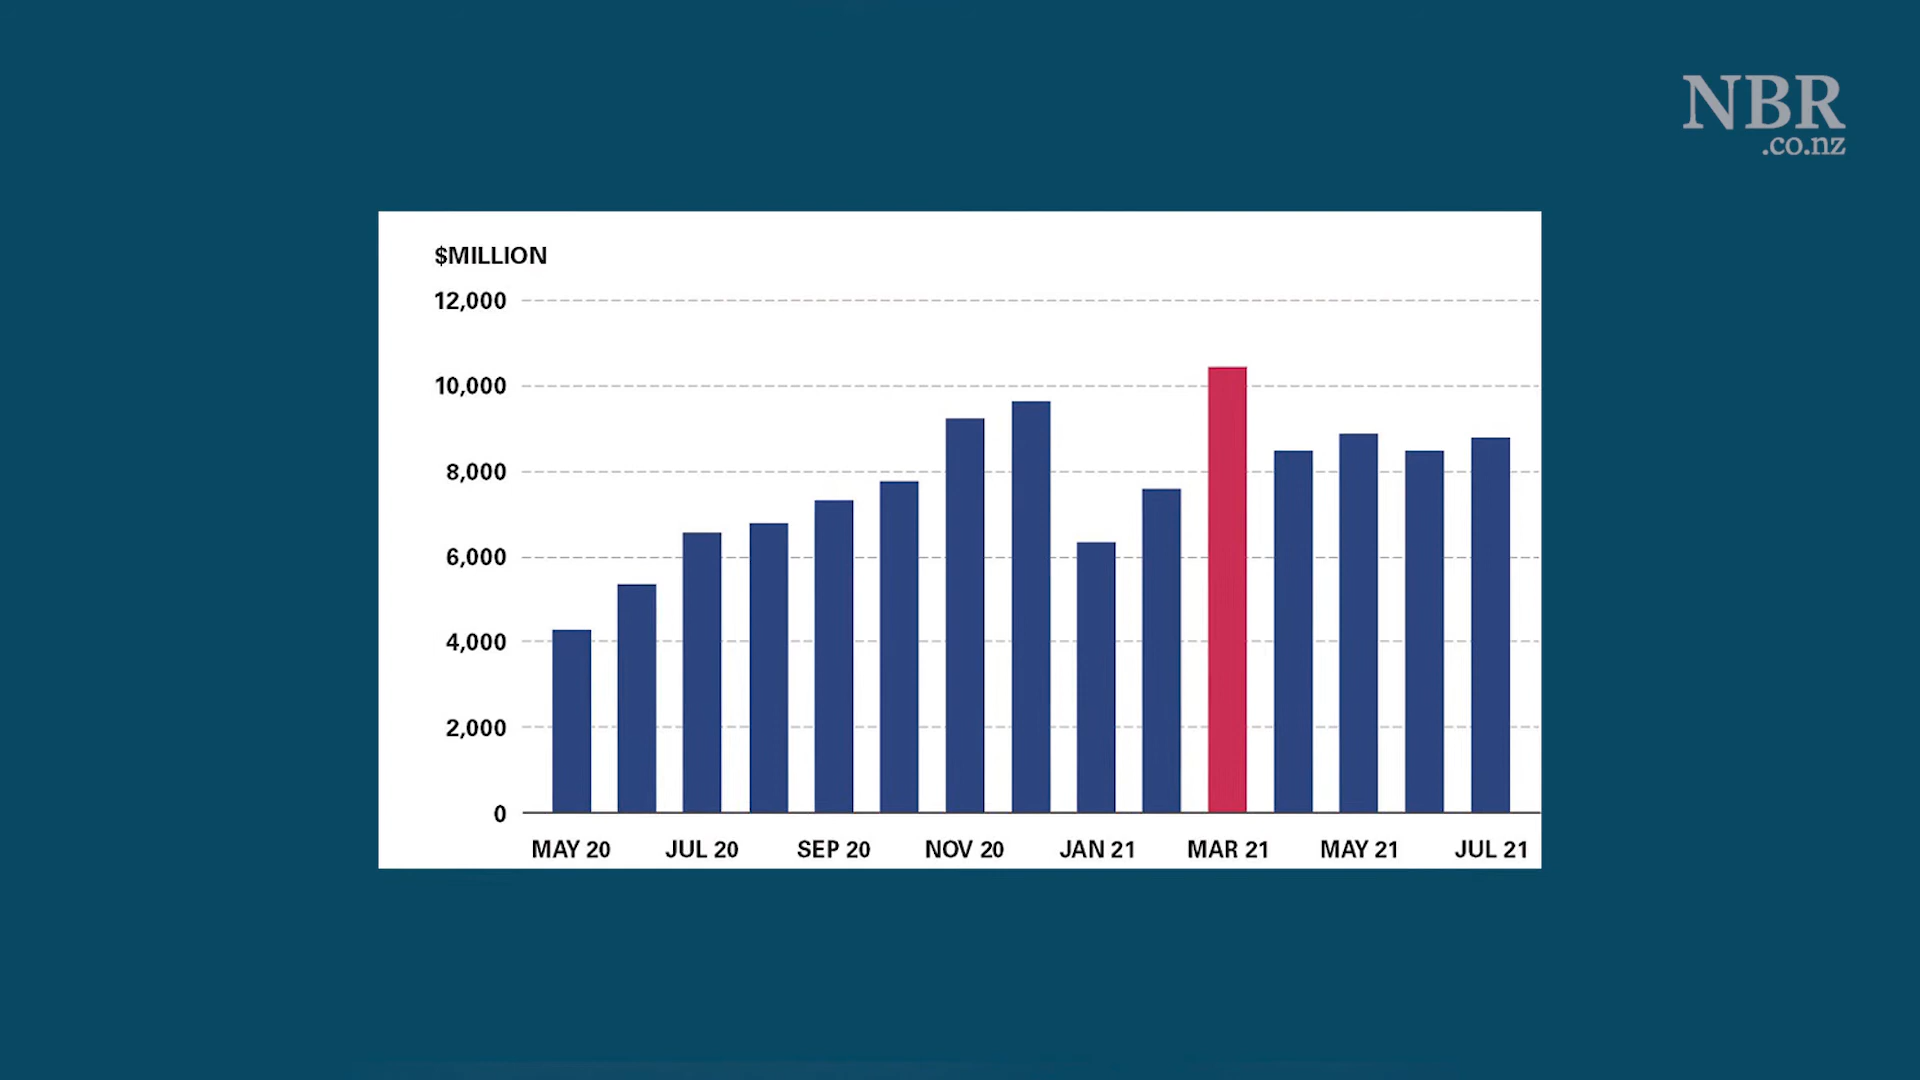 NBR
.co.nz
$MILLION
12,000
10,000
8,000
6,000
4,000
2,000
0
MAY 20 JUL 20 SEP 20 NOV 20 JAN 21 MAR 21 MAY 21 JUL 21